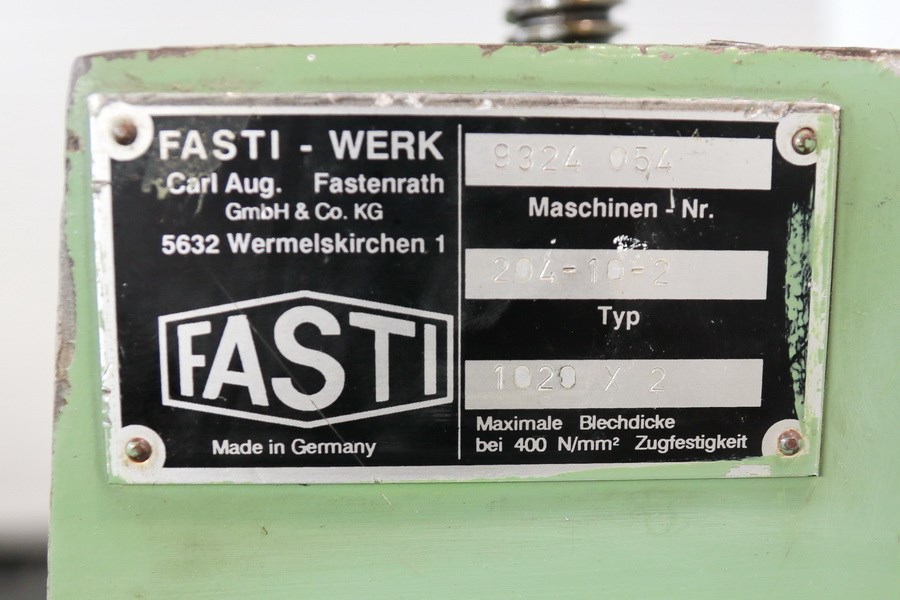 FASTI - WERK
Carl Aug. Fastenrath
GmbH & Co. KG
5632 Wermelskirchen 1
FASTI
Made in Germany
9324 054
Maschinen - Nr.
204-10-2
Typ
1020 X 2
Maximale Blechdicke
bei 400 N/mm² Zugfestigkeit